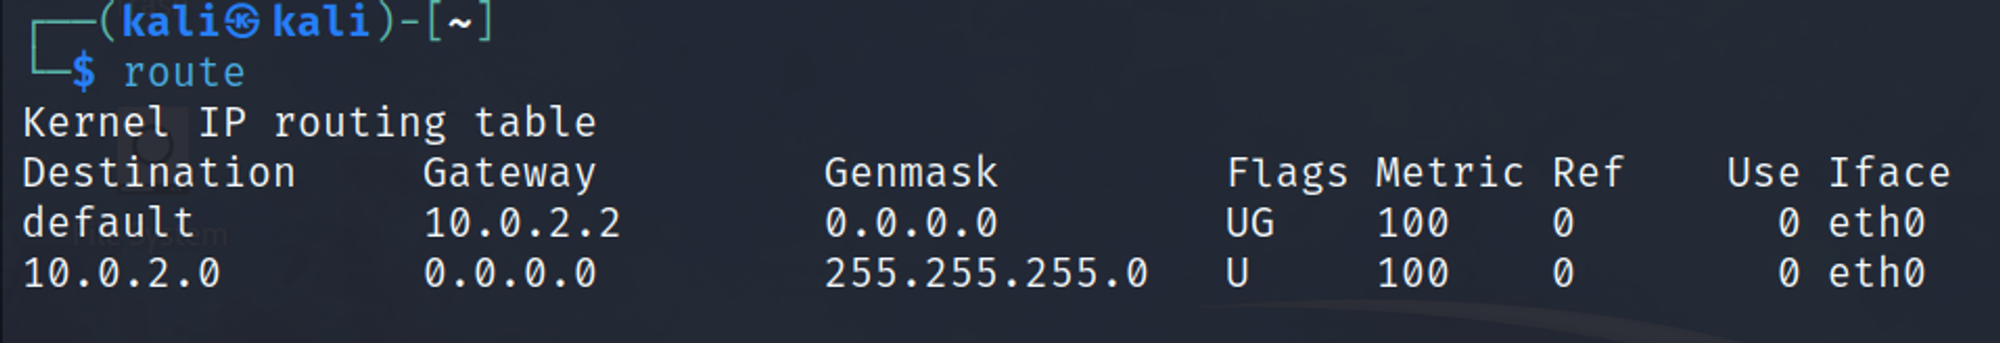 ┌──(kali㉿kali)-[~]
└─$ route
Kernel IP routing table
Destination     Gateway         Genmask         Flags Metric Ref    Use Iface
default         10.0.2.2        0.0.0.0         UG    100    0        0 eth0
10.0.2.0        0.0.0.0         255.255.255.0   U     100    0        0 eth0